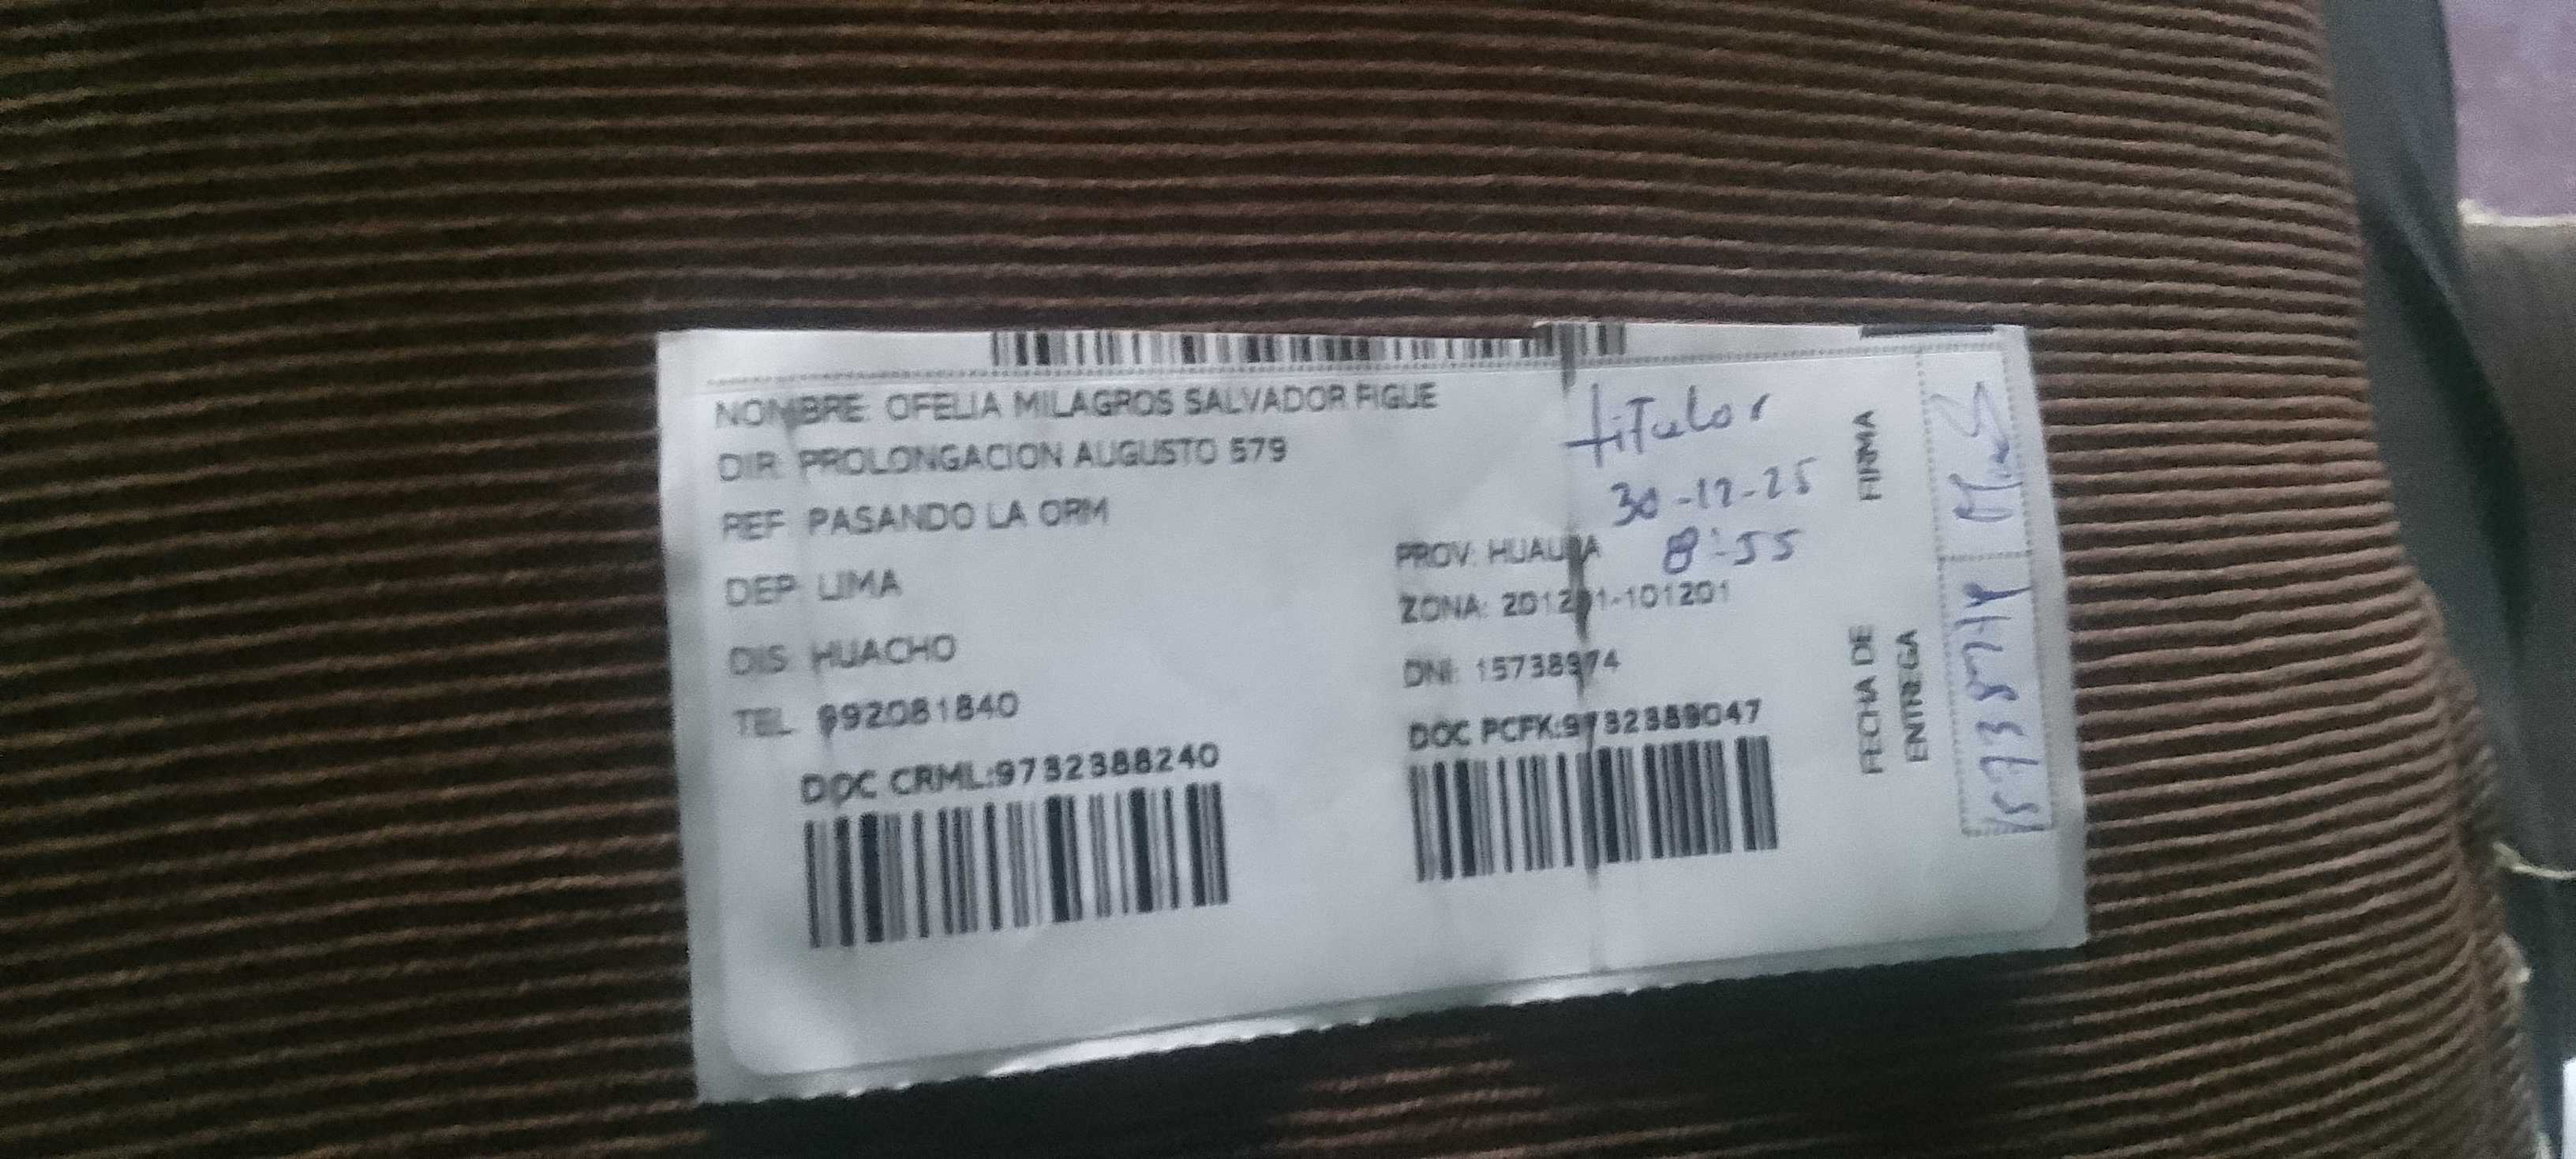 NOMBRE: OFELIA MILAGROS SALVADOR FIGUE
DIR: PROLONGACION AUGUSTO 579
REF: PASANDO LA ORM
DEP: LIMA
PROV: HUAURA
ZONA: 201201-101201
DIS: HUACHO
DNI: 15738974
TEL: 992081840
DOC CRML:9732388240
DOC PCFK:9732389047
titular
30-12-25
8:55
FIRMA
FECHA DE
ENTREGA